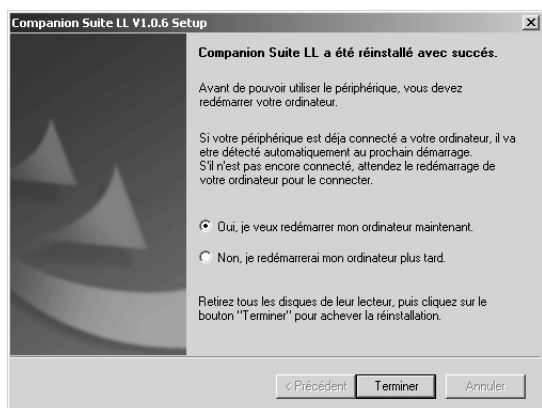 Companion Suite LL V1.0.6 Setup
Companion Suite LL a été réinstallé avec succés.
Avant de pouvoir utiliser le périphérique, vous devez
redémarrer votre ordinateur.
Si votre périphérique est déja connecté a votre ordinateur, il va
etre détecté automatiquement au prochain démarrage.
S'il n'est pas encore connecté, attendez le redémarrage de
votre ordinateur pour le connecter.
Oui, je veux redémarrer mon ordinateur maintenant.
Non, je redémarrerai mon ordinateur plus tard.
Retirez tous les disques de leur lecteur, puis cliquez sur le
bouton "Terminer" pour achever la réinstallation.
< Précédent Terminer Annuler